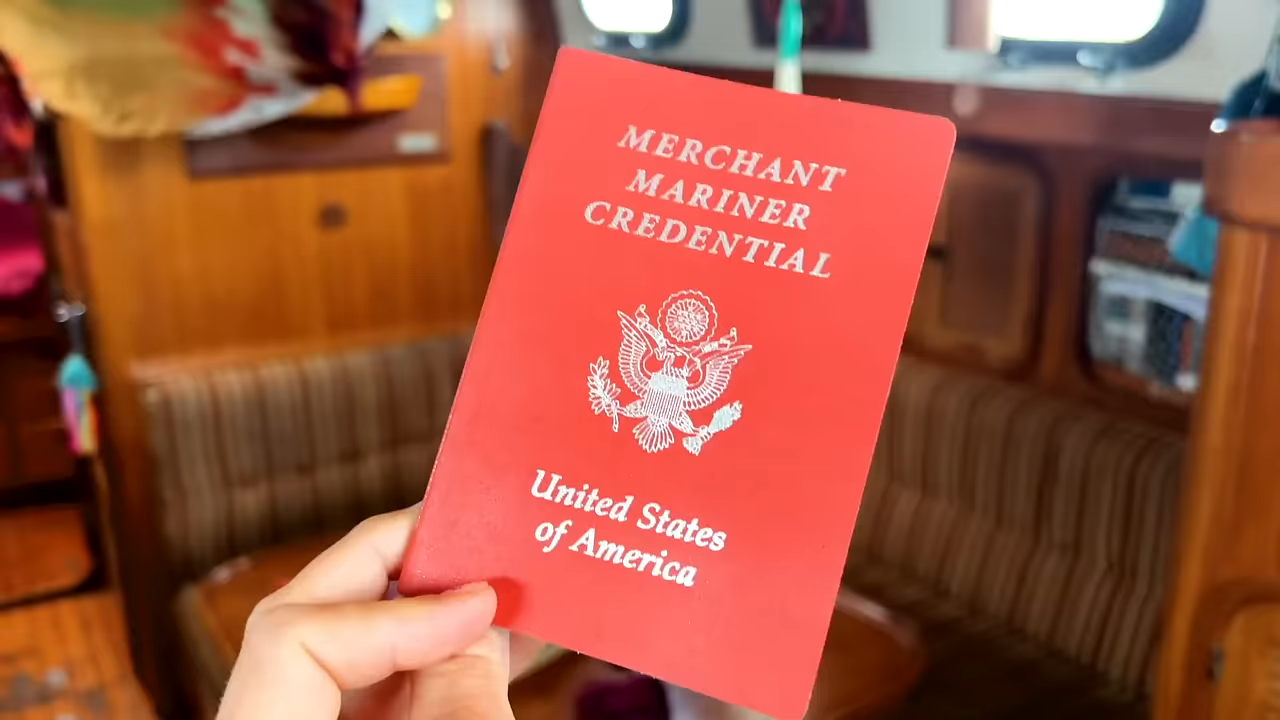 MERCHANT
MARINER
CREDENTIAL
United States
of America